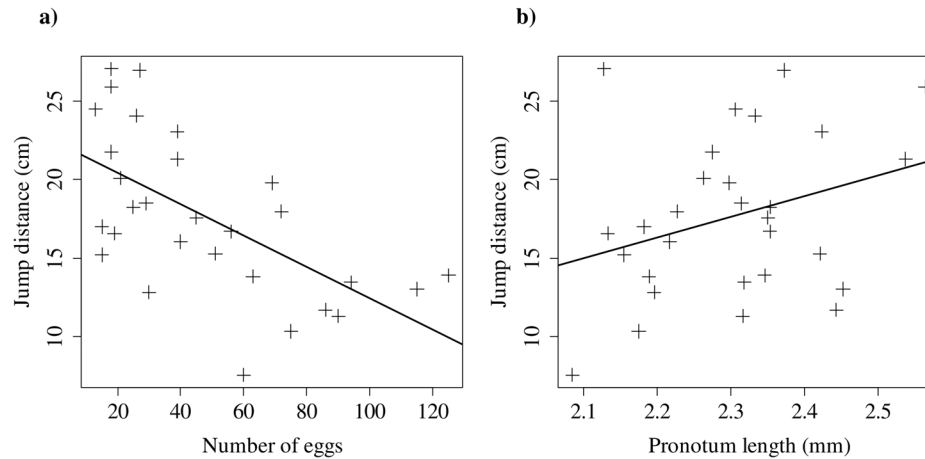 a)
Jump distance (cm)
25
20
15
10
20 40 60 80 100 120
Number of eggs
b)
Jump distance (cm)
25
20
15
10
2.1 2.2 2.3 2.4 2.5
Pronotum length (mm)